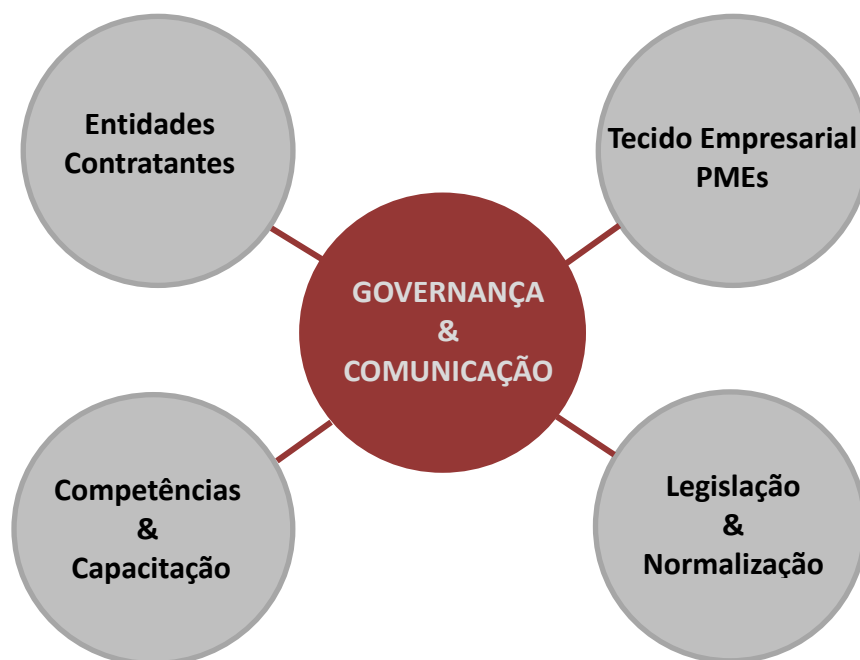 Entidades
Contratantes
Tecido Empresarial
PMEs
GOVERNANÇA
&
COMUNICAÇÃO
Competências
&
Capacitação
Legislação
&
Normalização